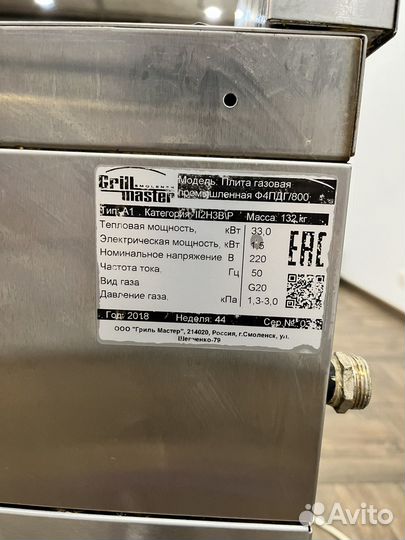 Grill
SMOLENSK
master
Модель: Плита газовая
промышленная Ф4ПДГ/800
Тип: А1 Категория: II2H3B\P Масса: 132 кг
Тепловая мощность, кВт 33,0
Электрическая мощность, кВт 1,5
Номинальное напряжение В 220
Частота тока. Гц 50
Вид газа G20
Давление газа. кПа 1,3-3,0
EAC
Год: 2018 Неделя: 44 Сер.№:
ООО "Гриль Мастер", 214020, Россия, г.Смоленск, ул.
Шевченко-79
Avito